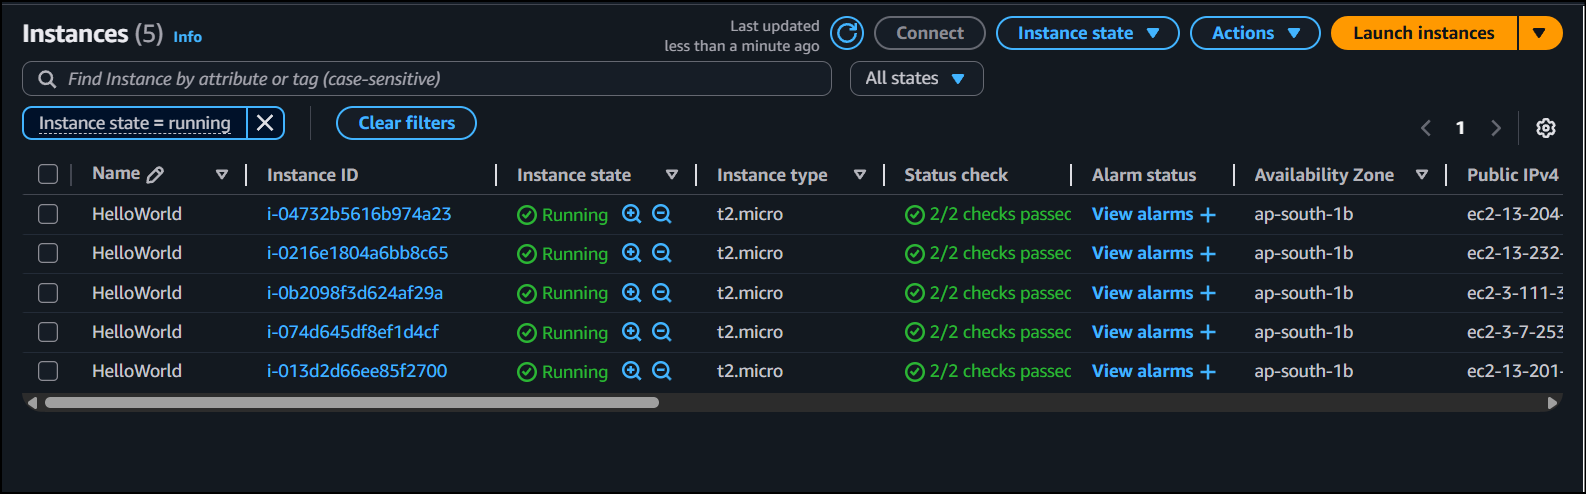 Instances (5) Info
Last updated
less than a minute ago
Connect
Instance state
Actions
Launch instances
Find Instance by attribute or tag (case-sensitive)
All states
Instance state = running
Clear filters
1
Name Instance ID Instance state Instance type Status check Alarm status Availability Zone Public IPv4
HelloWorld i-04732b5616b974a23 Running t2.micro 2/2 checks passec View alarms + ap-south-1b ec2-13-204-
HelloWorld i-0216e1804a6bb8c65 Running t2.micro 2/2 checks passec View alarms + ap-south-1b ec2-13-232-
HelloWorld i-0b2098f3d624af29a Running t2.micro 2/2 checks passec View alarms + ap-south-1b ec2-3-111-3
HelloWorld i-074d645df8ef1d4cf Running t2.micro 2/2 checks passec View alarms + ap-south-1b ec2-3-7-253
HelloWorld i-013d2d66ee85f2700 Running t2.micro 2/2 checks passec View alarms + ap-south-1b ec2-13-201-